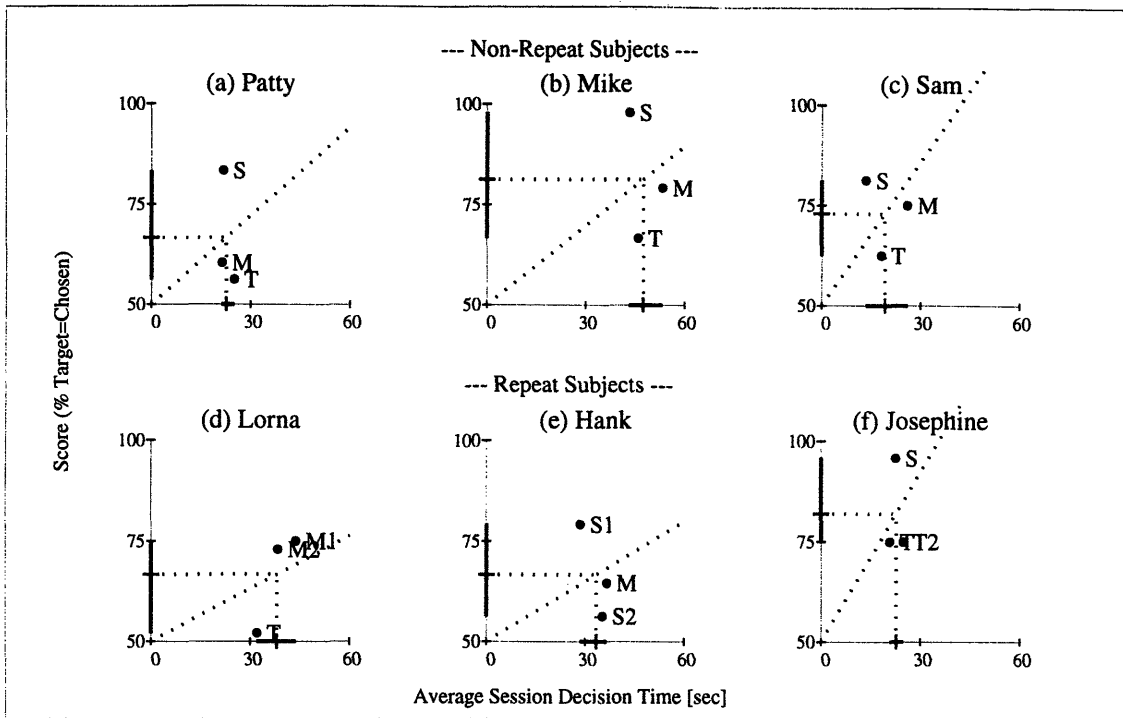 --- Non-Repeat Subjects ---
(a) Patty
(b) Mike
(c) Sam
100
75
50
0
30
60
S
M
T
100
75
50
0
30
60
S
M
T
100
75
50
0
30
60
S
M
T
Score (% Target=Chosen)
--- Repeat Subjects ---
(d) Lorna
(e) Hank
(f) Josephine
100
75
50
0
30
60
M1
M2
T
100
75
50
0
30
60
S1
M
S2
100
75
50
0
30
60
S
TT2
Average Session Decision Time [sec]